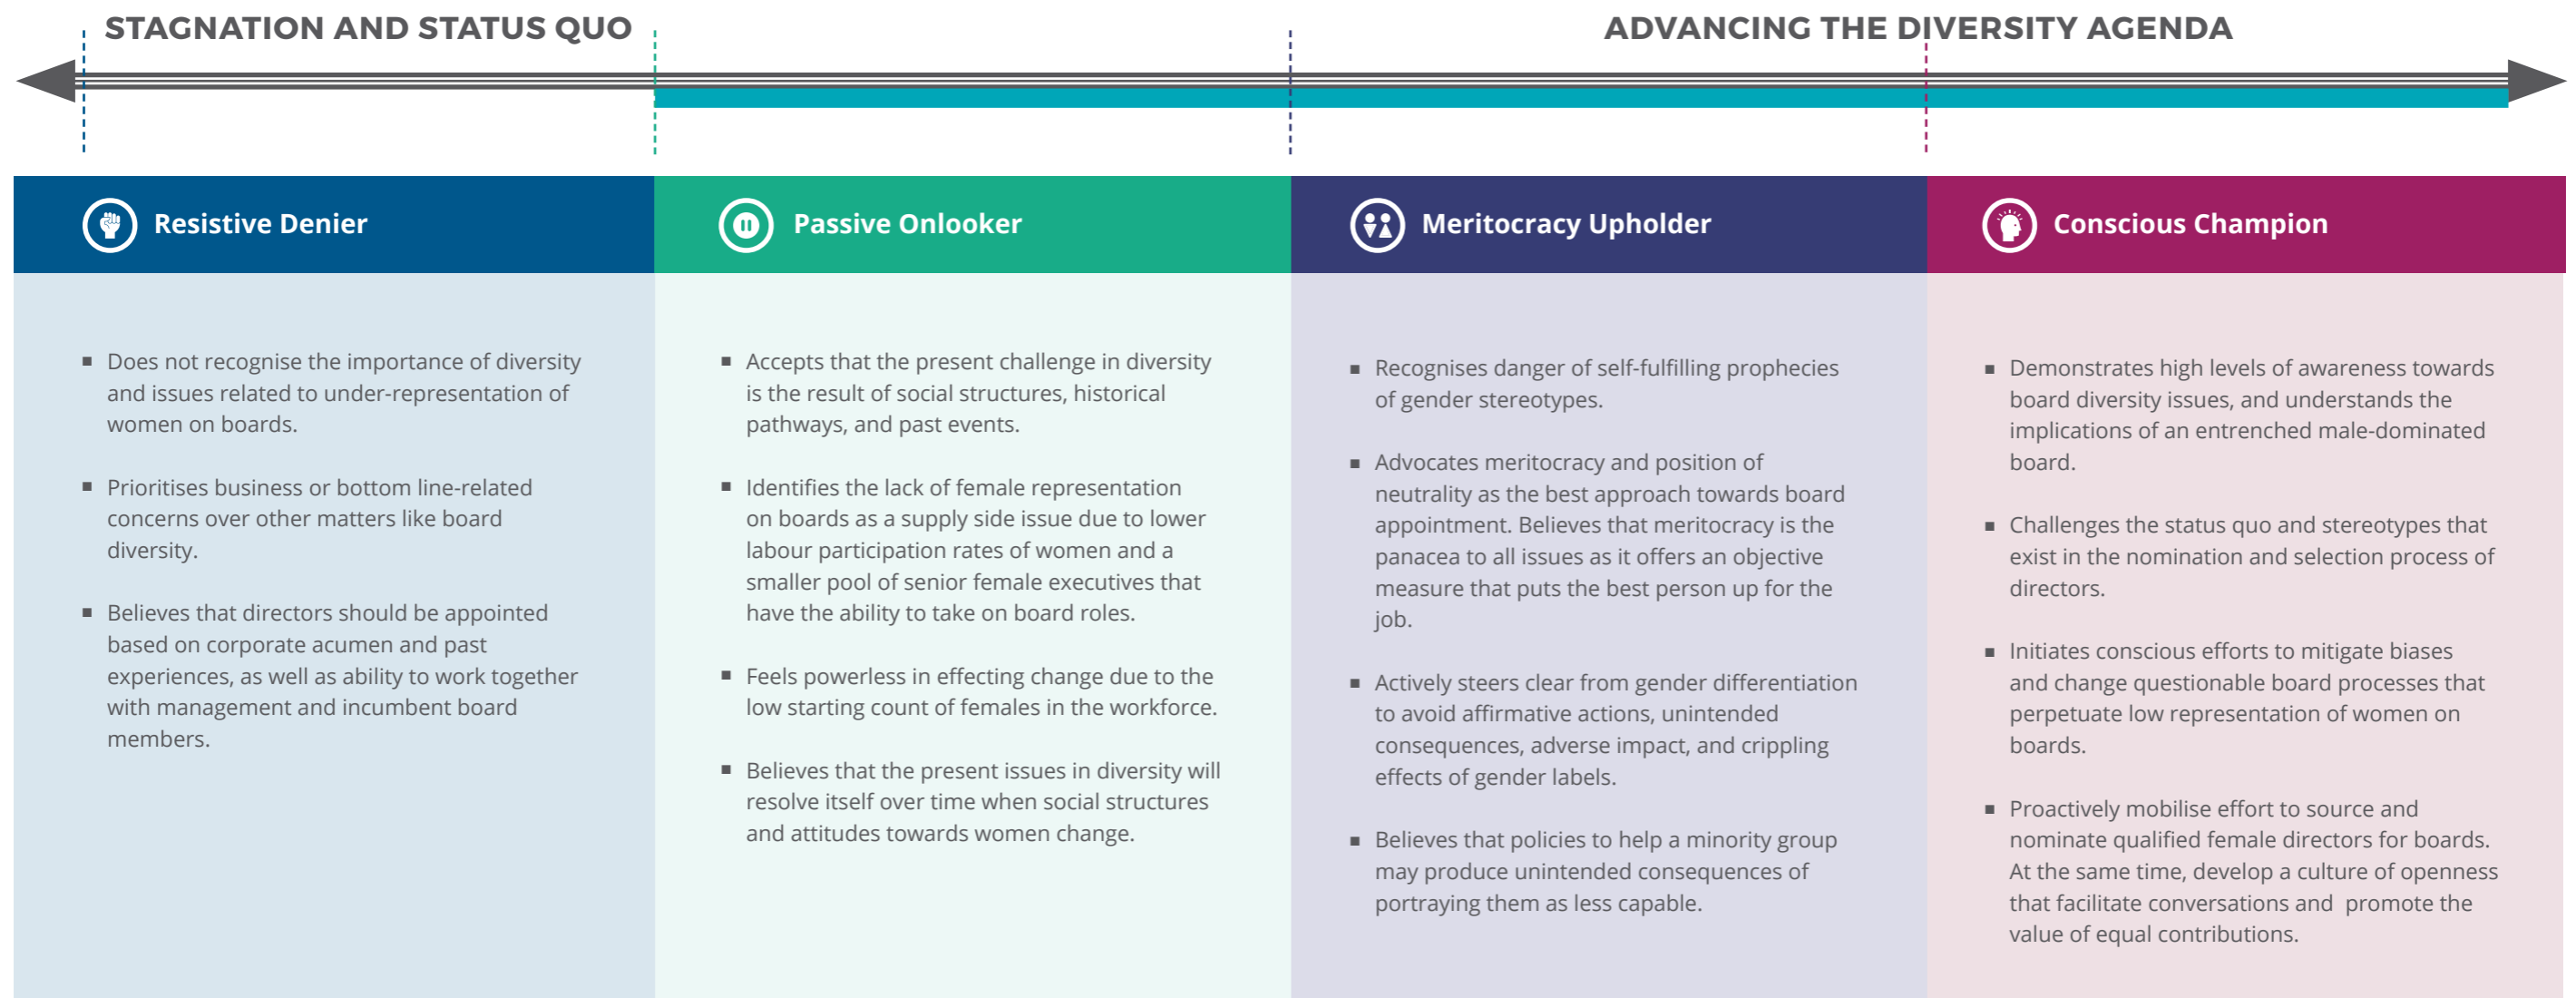 STAGNATION AND STATUS QUO
ADVANCING THE DIVERSITY AGENDA
Resistive Denier
▪ Does not recognise the importance of diversity
and issues related to under-representation of
women on boards.
▪ Prioritises business or bottom line-related
concerns over other matters like board
diversity.
▪ Believes that directors should be appointed
based on corporate acumen and past
experiences, as well as ability to work together
with management and incumbent board
members.
Passive Onlooker
▪ Accepts that the present challenge in diversity
is the result of social structures, historical
pathways, and past events.
▪ Identifies the lack of female representation
on boards as a supply side issue due to lower
labour participation rates of women and a
smaller pool of senior female executives that
have the ability to take on board roles.
▪ Feels powerless in effecting change due to the
low starting count of females in the workforce.
▪ Believes that the present issues in diversity will
resolve itself over time when social structures
and attitudes towards women change.
Meritocracy Upholder
▪ Recognises danger of self-fulfilling prophecies
of gender stereotypes.
▪ Advocates meritocracy and position of
neutrality as the best approach towards board
appointment. Believes that meritocracy is the
panacea to all issues as it offers an objective
measure that puts the best person up for the
job.
▪ Actively steers clear from gender differentiation
to avoid affirmative actions, unintended
consequences, adverse impact, and crippling
effects of gender labels.
▪ Believes that policies to help a minority group
may produce unintended consequences of
portraying them as less capable.
Conscious Champion
▪ Demonstrates high levels of awareness towards
board diversity issues, and understands the
implications of an entrenched male-dominated
board.
▪ Challenges the status quo and stereotypes that
exist in the nomination and selection process of
directors.
▪ Initiates conscious efforts to mitigate biases
and change questionable board processes that
perpetuate low representation of women on
boards.
▪ Proactively mobilise effort to source and
nominate qualified female directors for boards.
At the same time, develop a culture of openness
that facilitate conversations and promote the
value of equal contributions.